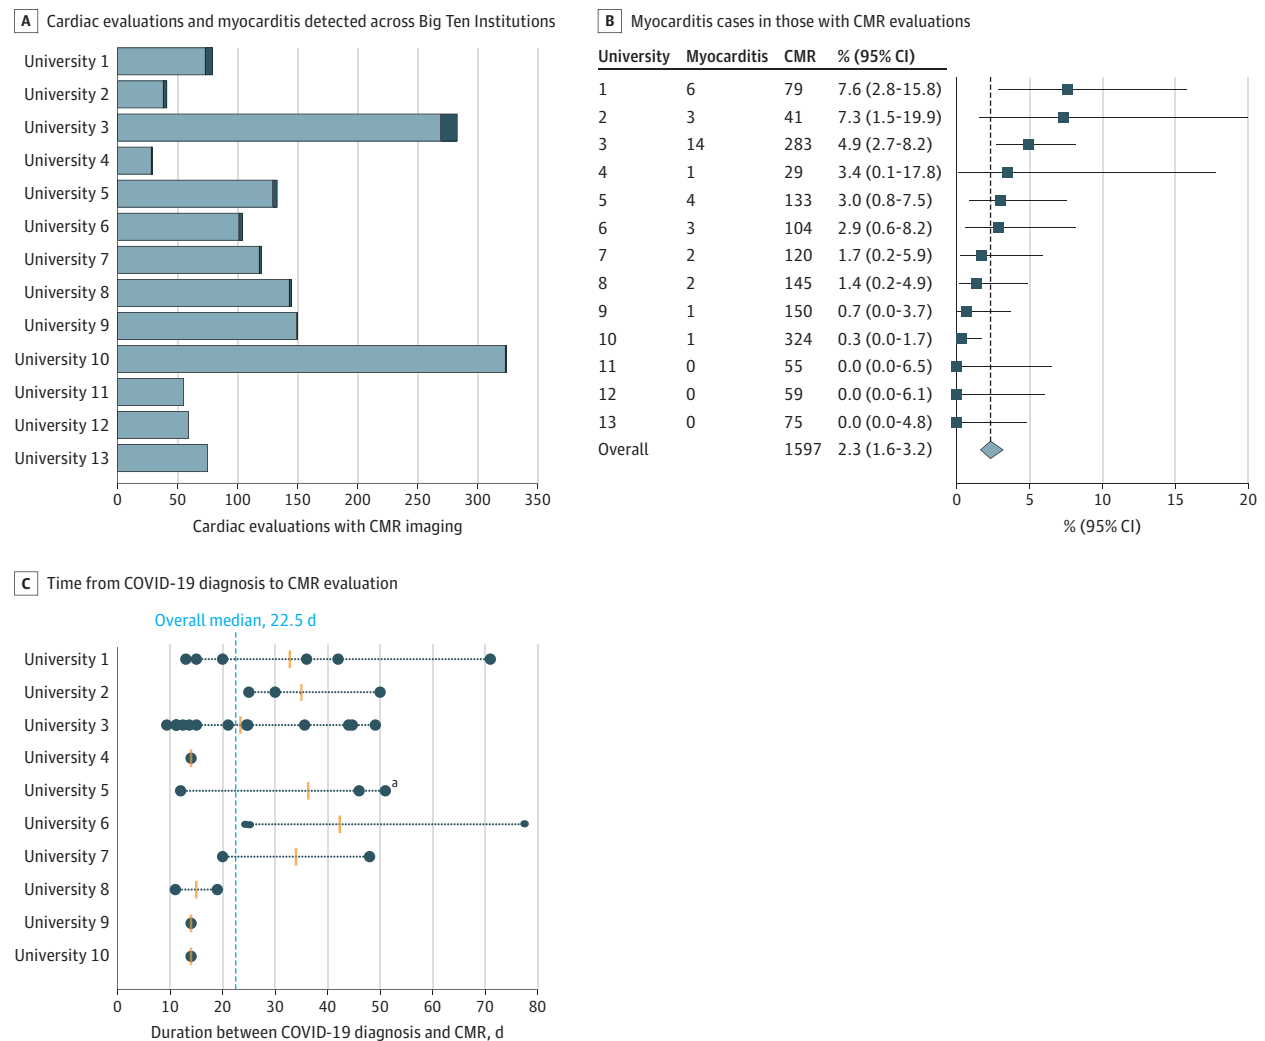 A Cardiac evaluations and myocarditis detected across Big Ten Institutions
University 1
University 2
University 3
University 4
University 5
University 6
University 7
University 8
University 9
University 10
University 11
University 12
University 13
0 50 100 150 200 250 300 350
Cardiac evaluations with CMR imaging
B Myocarditis cases in those with CMR evaluations
University Myocarditis CMR % (95% CI)
1 6 79 7.6 (2.8-15.8)
2 3 41 7.3 (1.5-19.9)
3 14 283 4.9 (2.7-8.2)
4 1 29 3.4 (0.1-17.8)
5 4 133 3.0 (0.8-7.5)
6 3 104 2.9 (0.6-8.2)
7 2 120 1.7 (0.2-5.9)
8 2 145 1.4 (0.2-4.9)
9 1 150 0.7 (0.0-3.7)
10 1 324 0.3 (0.0-1.7)
11 0 55 0.0 (0.0-6.5)
12 0 59 0.0 (0.0-6.1)
13 0 75 0.0 (0.0-4.8)
Overall 1597 2.3 (1.6-3.2)
0 5 10 15 20
% (95% CI)
C Time from COVID-19 diagnosis to CMR evaluation
Overall median, 22.5 d
University 1
University 2
University 3
University 4
University 5 a
University 6
University 7
University 8
University 9
University 10
0 10 20 30 40 50 60 70 80
Duration between COVID-19 diagnosis and CMR, d